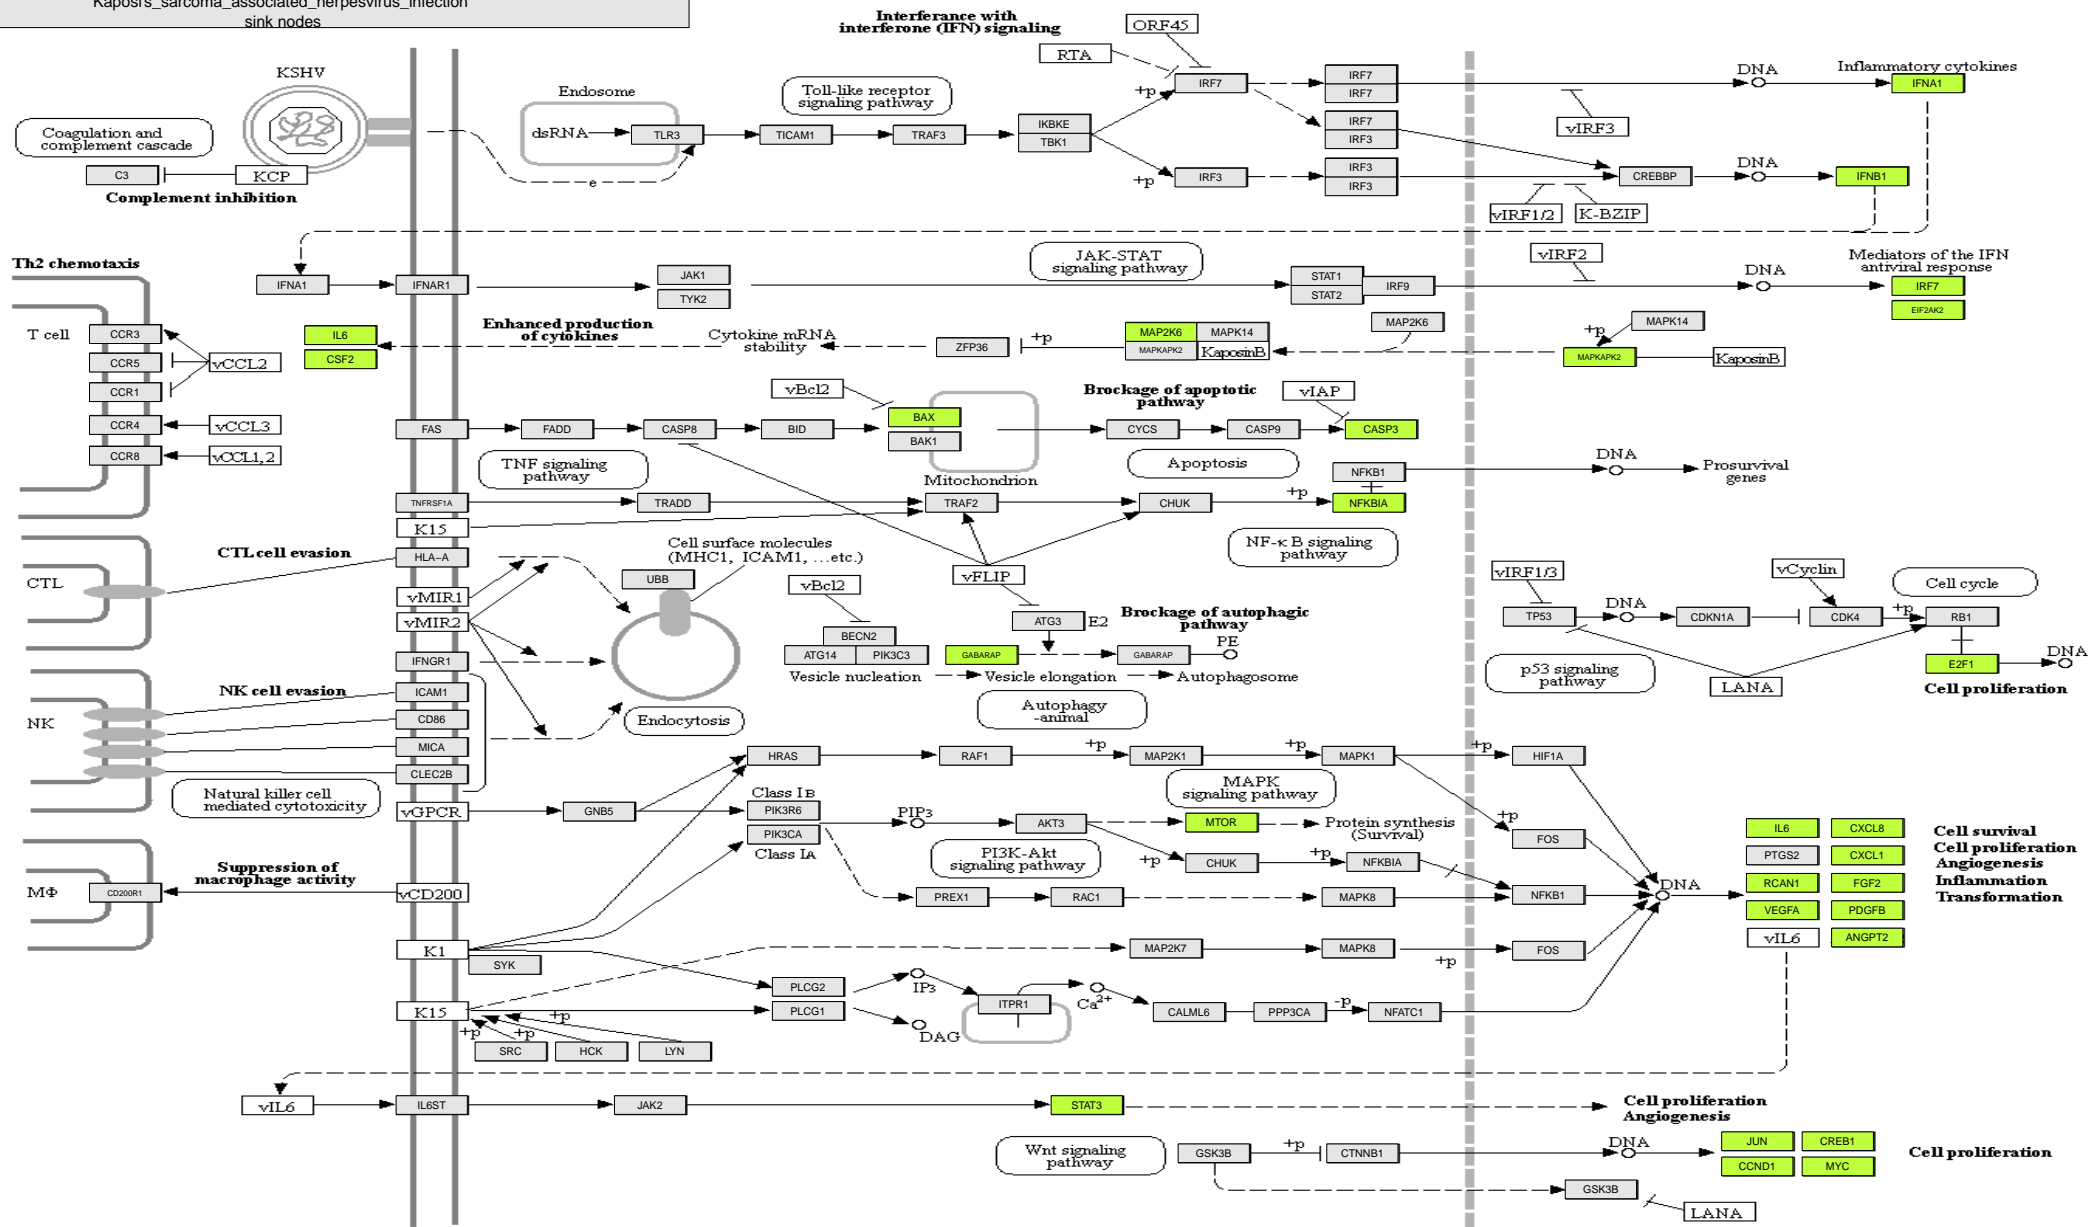 Kaposi's_sarcoma_associated_herpesvirus_infection
sink nodes
Interferance with
interferone (IFN) signaling
ORF45
RTA
KSHV
Endosome
Toll-like receptor
signaling pathway
Coagulation and
complement cascade
C3
KCP
Complement inhibition
dsRNA
TLR3
TICAM1
TRAF3
IKBKE
TBK1
+p
IRF7
IRF7
IRF7
IRF7
IRF3
+p
IRF3
IRF3
IRF3
e
vIRF3
DNA
Inflammatory cytokines
IFNA1
CREBBP
DNA
IFNB1
vIRF1/2
K-BZIP
Th2 chemotaxis
IFNA1
IFNAR1
JAK1
TYK2
JAK-STAT
signaling pathway
STAT1
STAT2
IRF9
vIRF2
DNA
Mediators of the IFN
antiviral response
IRF7
EIF2AK2
T cell
CCR3
CCR5
CCR1
CCR4
CCR8
vCCL2
vCCL3
vCCL1,2
IL6
CSF2
Enhanced production
of cytokines
Cytokine mRNA
stability
ZFP36
+p
MAP2K6
MAPK14
MAPKAPK2
KaposinB
MAP2K6
+p
MAPK14
MAPKAPK2
KaposinB
vBcl2
Brockage of apoptotic
pathway
vIAP
FAS
FADD
CASP8
BID
BAX
BAK1
Mitochondrion
CYCS
CASP9
CASP3
TNF signaling
pathway
Apoptosis
NFKB1
DNA
Prosurvival
genes
TNFRSF1A
TRADD
TRAF2
CHUK
+p
NFKBIA
K15
NF-κB signaling
pathway
CTL cell evasion
HLA-A
Cell surface molecules
(MHC1, ICAM1, ...etc.)
CTL
UBB
vMIR1
vMIR2
vBcl2
vFLIP
BECN2
ATG14
PIK3C3
ATG3
E2
Brockage of autophagic
pathway
PE
GABARAP
GABARAP
Vesicle nucleation
Vesicle elongation
Autophagosome
Autophagy
-animal
vIRF1/3
TP53
DNA
CDKN1A
vCyclin
CDK4
+p
Cell cycle
RB1
E2F1
DNA
p53 signaling
pathway
LANA
Cell proliferation
IFNGR1
NK cell evasion
ICAM1
CD86
MICA
CLEC2B
NK
Endocytosis
Natural killer cell
mediated cytotoxicity
vGPCR
GNB5
HRAS
RAF1
+p
MAP2K1
+p
MAPK1
+p
HIF1A
MAPK
signaling pathway
Class IB
PIK3R6
PIK3CA
Class IA
PIP3
AKT3
MTOR
Protein synthesis
(Survival)
+p
FOS
PI3K-Akt
signaling pathway
+p
CHUK
+p
NFKBIA
PREX1
RAC1
MAPK8
NFKB1
DNA
IL6
CXCL8
PTGS2
CXCL1
RCAN1
FGF2
VEGFA
PDGFB
vIL6
ANGPT2
Cell survival
Cell proliferation
Angiogenesis
Inflammation
Transformation
MΦ
CD200R1
Suppression of
macrophage activity
vCD200
K1
SYK
MAP2K7
MAPK8
+p
FOS
PLCG2
PLCG1
IP3
DAG
ITPR1
Ca2+
CALML6
PPP3CA
-p
NFATC1
K15
+p
+p
+p
SRC
HCK
LYN
vIL6
IL6ST
JAK2
STAT3
Cell proliferation
Angiogenesis
Wnt signaling
pathway
GSK3B
+p
CTNNB1
DNA
JUN
CREB1
CCND1
MYC
Cell proliferation
GSK3B
LANA